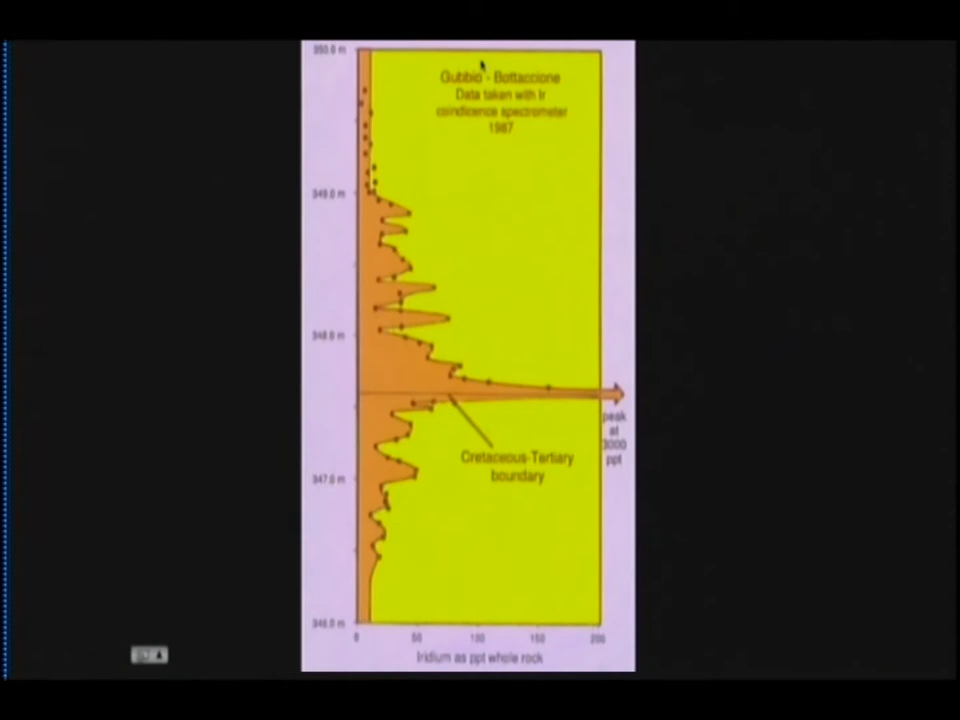 350.0 m
Gubbio - Bottaccione
Data taken with Ir
coindicence spectrometer
1987
349.0 m
348.0 m
peak
at
3000
ppt
Cretaceous-Tertiary
boundary
347.0 m
346.0 m
0 50 100 150 200
Iridium as ppt whole rock